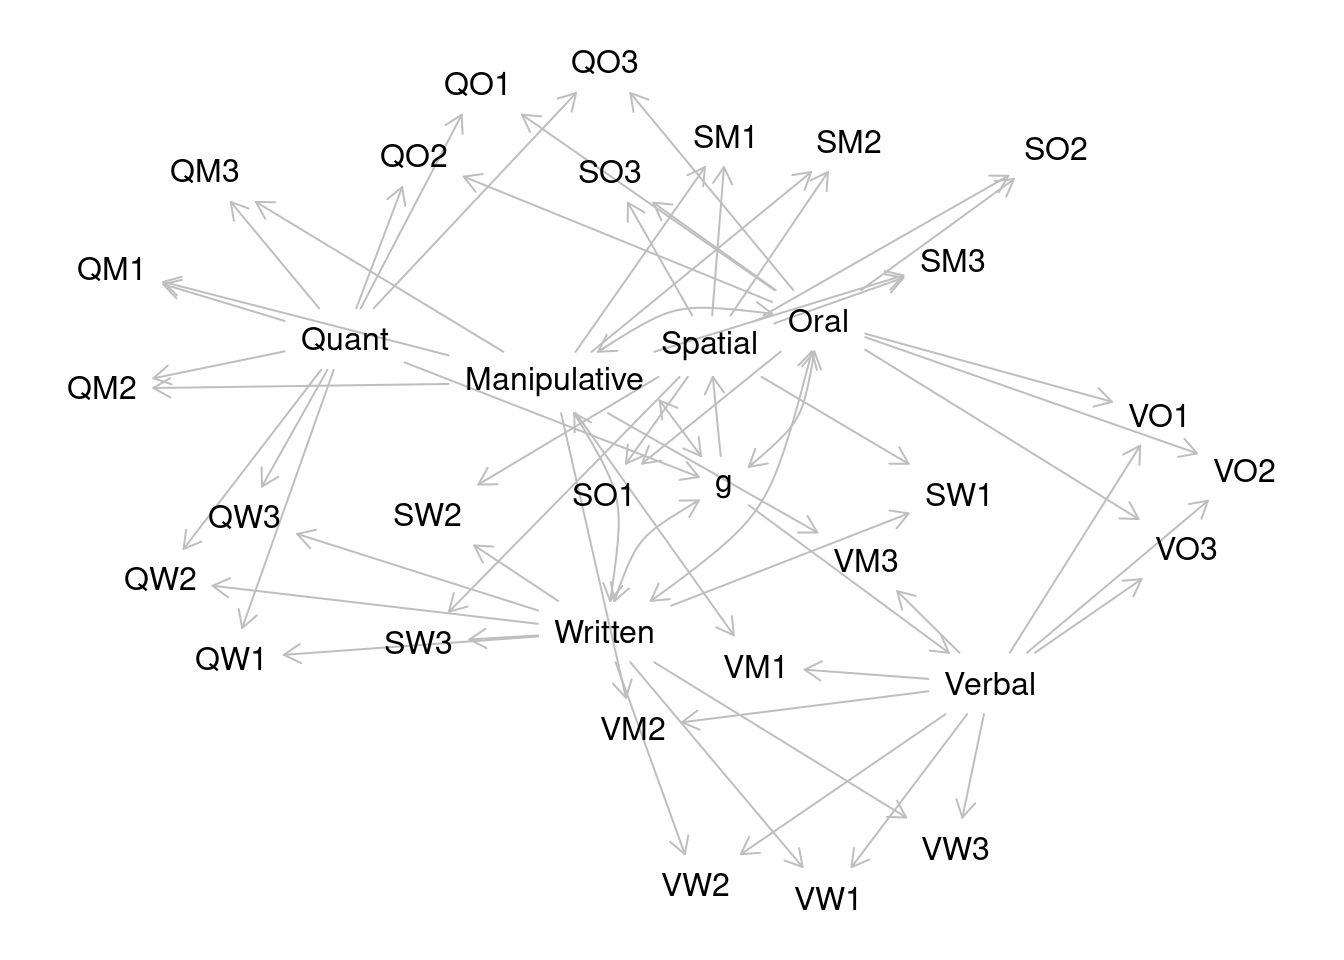 QO3
QO1
SM1
SM2
SO2
QO2
QM3
SO3
SM3
QM1
Oral
Quant
Spatial
Manipulative
QM2
VO1
VO2
g
SO1
SW1
SW2
QW3
VO3
VM3
QW2
Written
SW3
QW1
VM1
Verbal
VM2
VW3
VW2
VW1